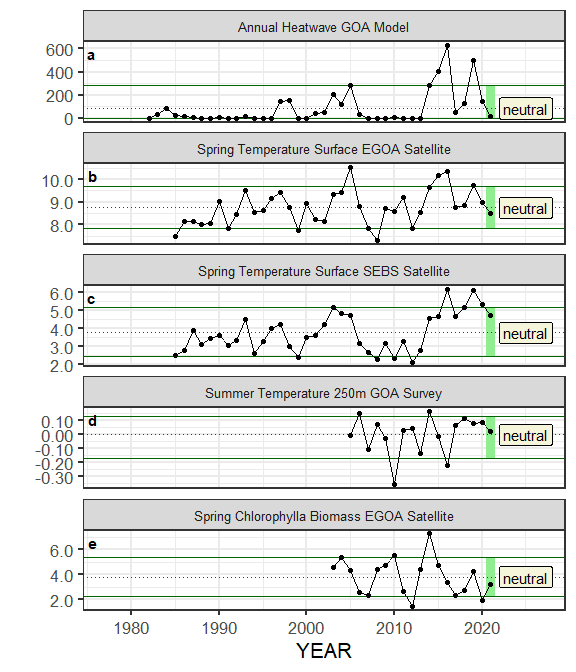 Annual Heatwave GOA Model
a
600
400
200
0
neutral
Spring Temperature Surface EGOA Satellite
b
10.0
9.0
8.0
neutral
Spring Temperature Surface SEBS Satellite
c
6.0
5.0
4.0
3.0
2.0
neutral
Summer Temperature 250m GOA Survey
d
0.10
0.00
-0.10
-0.20
-0.30
neutral
Spring Chlorophylla Biomass EGOA Satellite
e
6.0
4.0
2.0
neutral
1980 1990 2000 2010 2020
YEAR